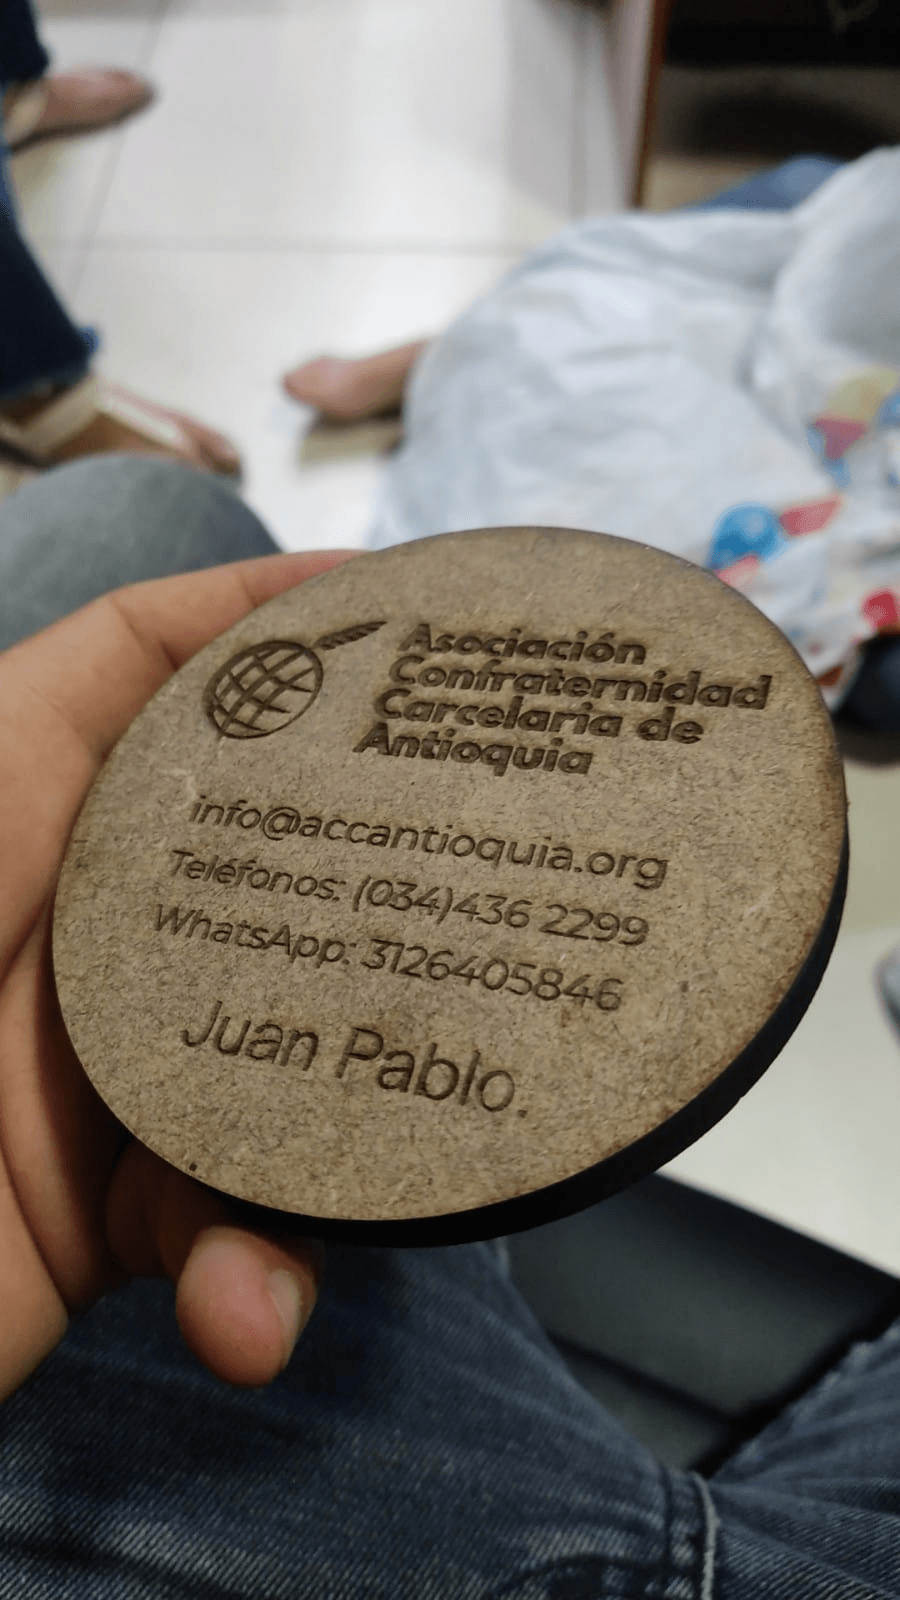 Asociación
Confraternidad
Carcelaria de
Antioquia
info@accantioquia.org
Teléfonos: (034)436 2299
WhatsApp: 3126405846
Juan Pablo.